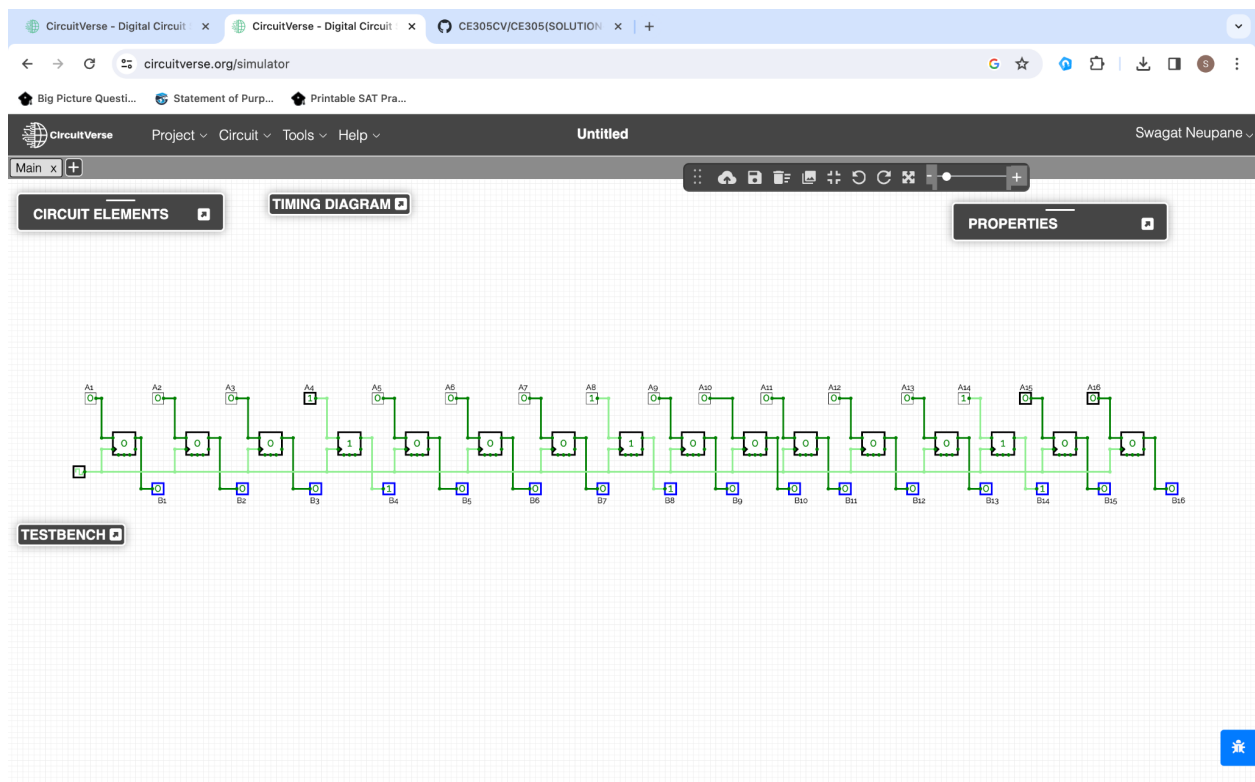 CircuitVerse - Digital Circuit S
CircuitVerse - Digital Circuit S
CE305CV/CE305(SOLUTION
circuitverse.org/simulator
S
Big Picture Questi...
Statement of Purp...
Printable SAT Pra...
CircuitVerse
Project
Circuit
Tools
Help
Untitled
Swagat Neupane
Main x +
- +
CIRCUIT ELEMENTS
TIMING DIAGRAM
PROPERTIES
A1 A2 A3 A4 A5 A6 A7 A8 A9 A10 A11 A12 A13 A14 A15 A16
0 0 0 1 0 0 0 1 0 0 0 0 0 1 0 0
0 0 0 1 0 0 0 1 0 0 0 0 0 1 0 0
0 0 0 1 0 0 0 1 0 0 0 0 0 1 0 0
B1 B2 B3 B4 B5 B6 B7 B8 B9 B10 B11 B12 B13 B14 B15 B16
TESTBENCH